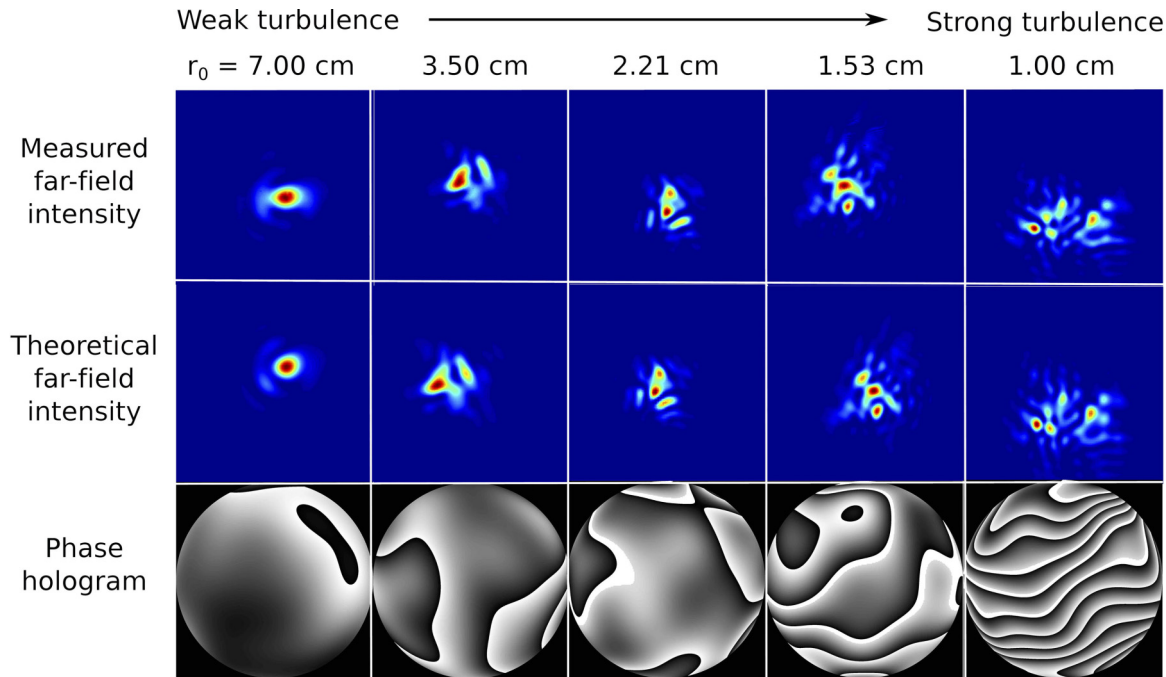 Weak turbulence
Strong turbulence
r₀ = 7.00 cm
3.50 cm
2.21 cm
1.53 cm
1.00 cm
Measured
far-field
intensity
Theoretical
far-field
intensity
Phase
hologram